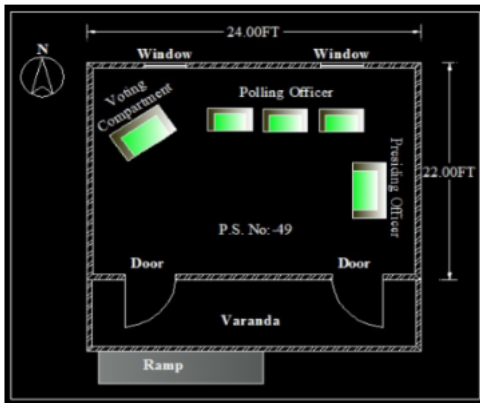 24.00FT
N
Window
Window
Voting
Compartment
Polling Officer
Presiding Officer
22.00FT
P.S. No:-49
Door
Door
Varanda
Ramp